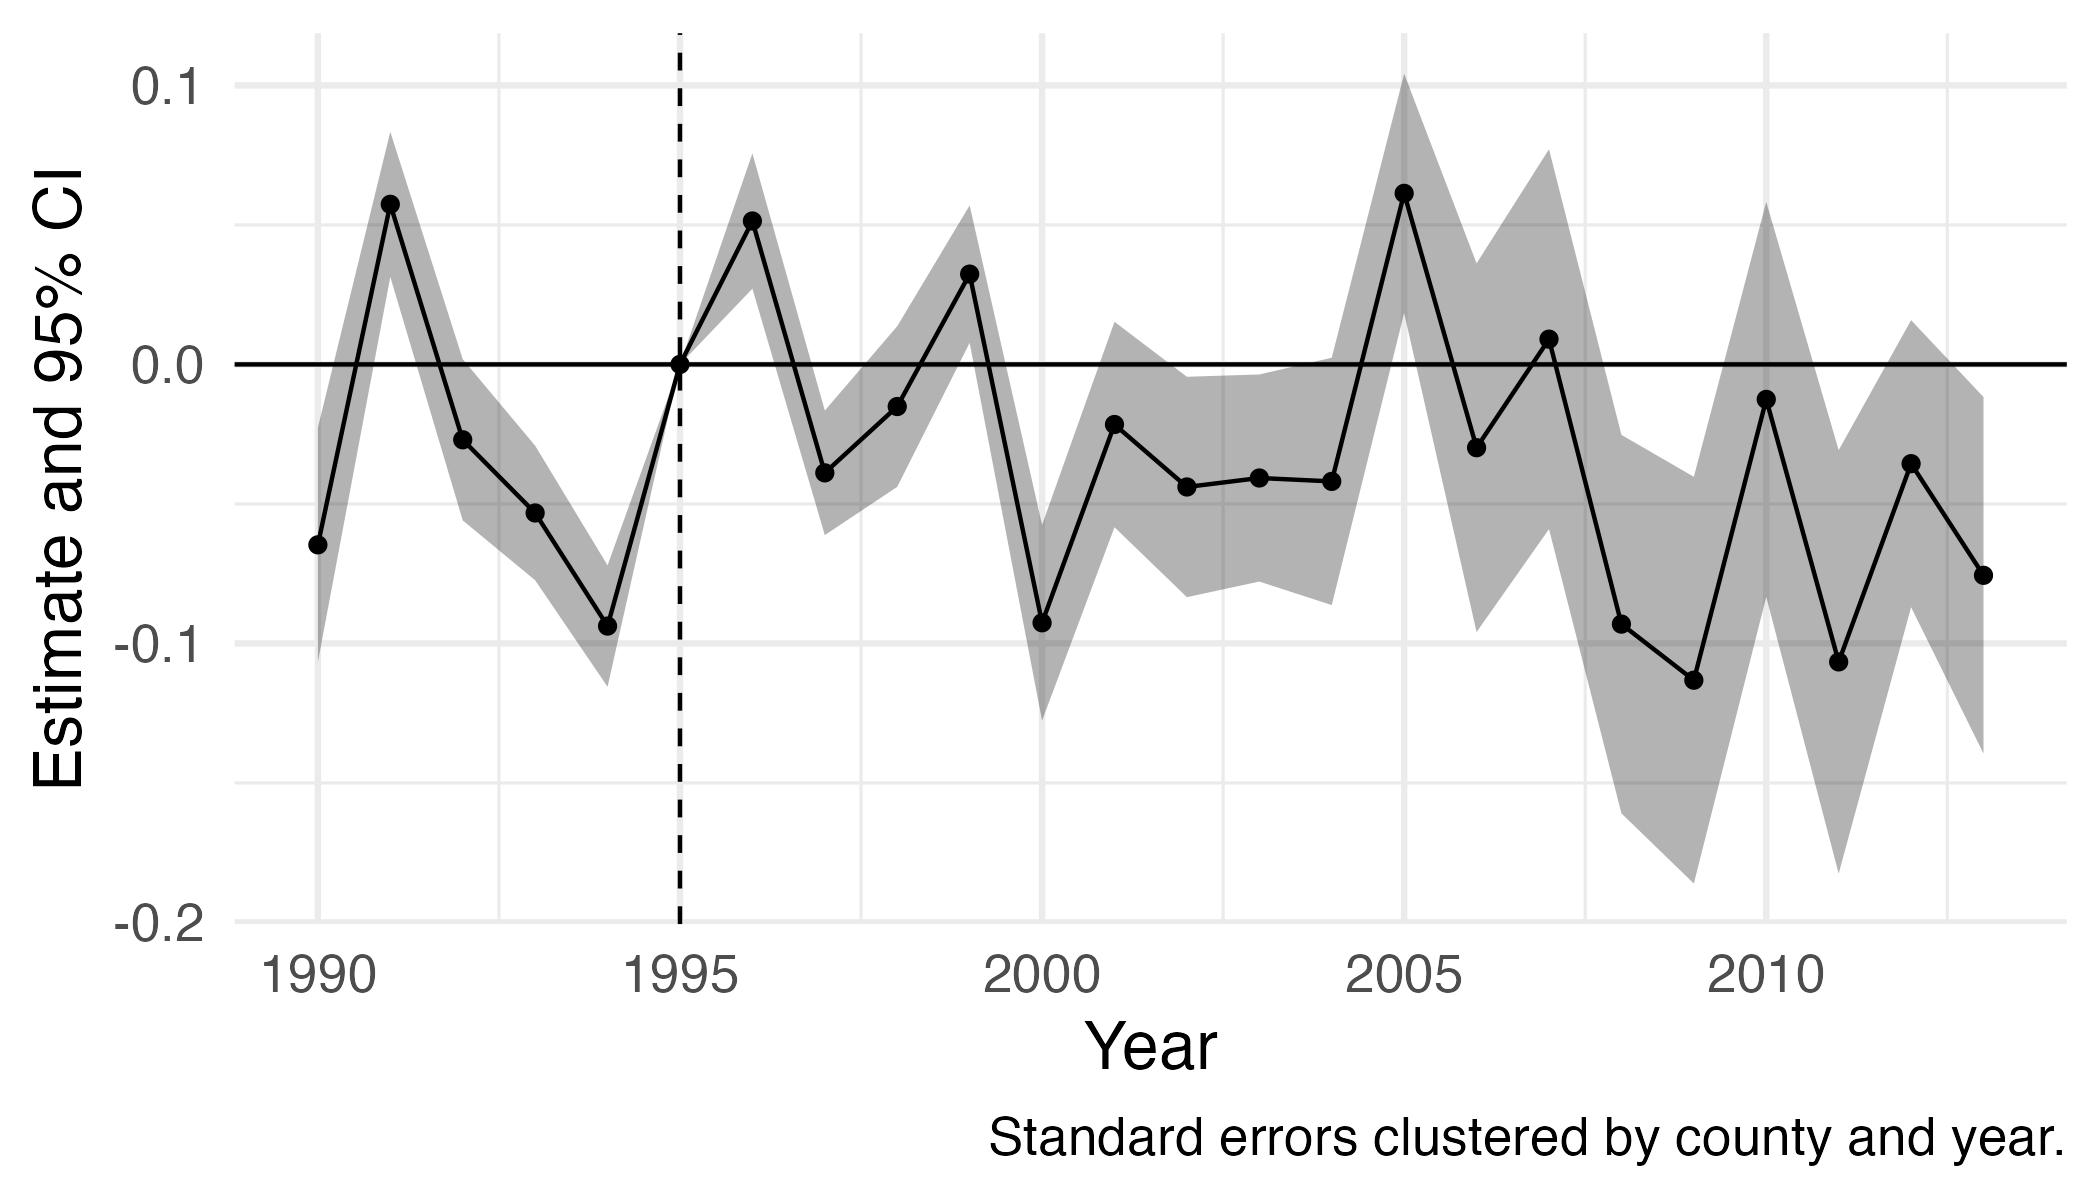 Estimate and 95% CI
0.1
0.0
-0.1
-0.2
1990 1995 2000 2005 2010
Year
Standard errors clustered by county and year.